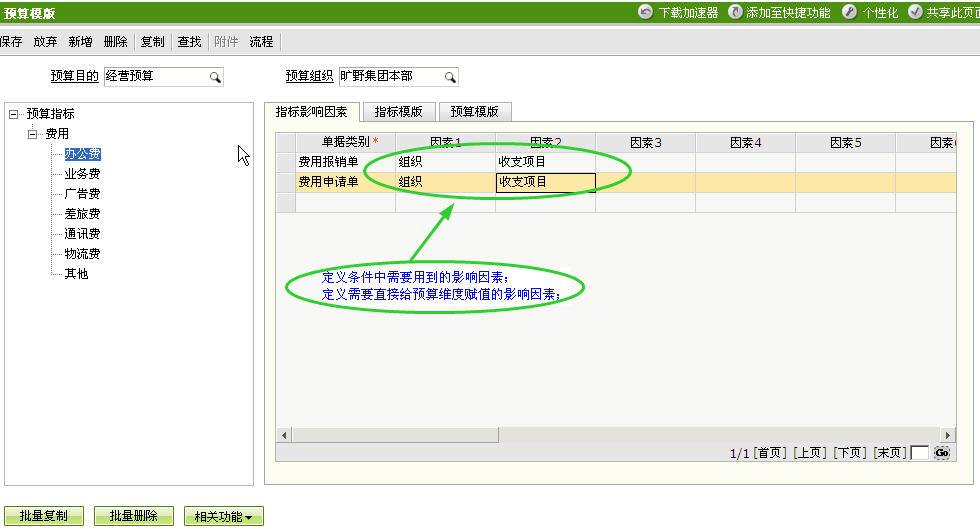 预算模版 下载加速器 添加至快捷功能 个性化 共享此页面
保存 放弃 新增 删除 复制 查找 附件 流程
预算目的 经营预算 预算组织 旷野集团本部
预算指标
费用
办公费
业务费
广告费
差旅费
通讯费
物流费
其他
指标影响因素 指标模版 预算模版
单据类别* 因素1 因素2 因素3 因素4 因素5 因素
费用报销单 组织 收支项目
费用申请单 组织 收支项目
定义条件中需要用到的影响因素；
定义需要直接给预算维度赋值的影响因素；
1/1 [首页] [上页] [下页] [末页] Go
批量复制 批量删除 相关功能